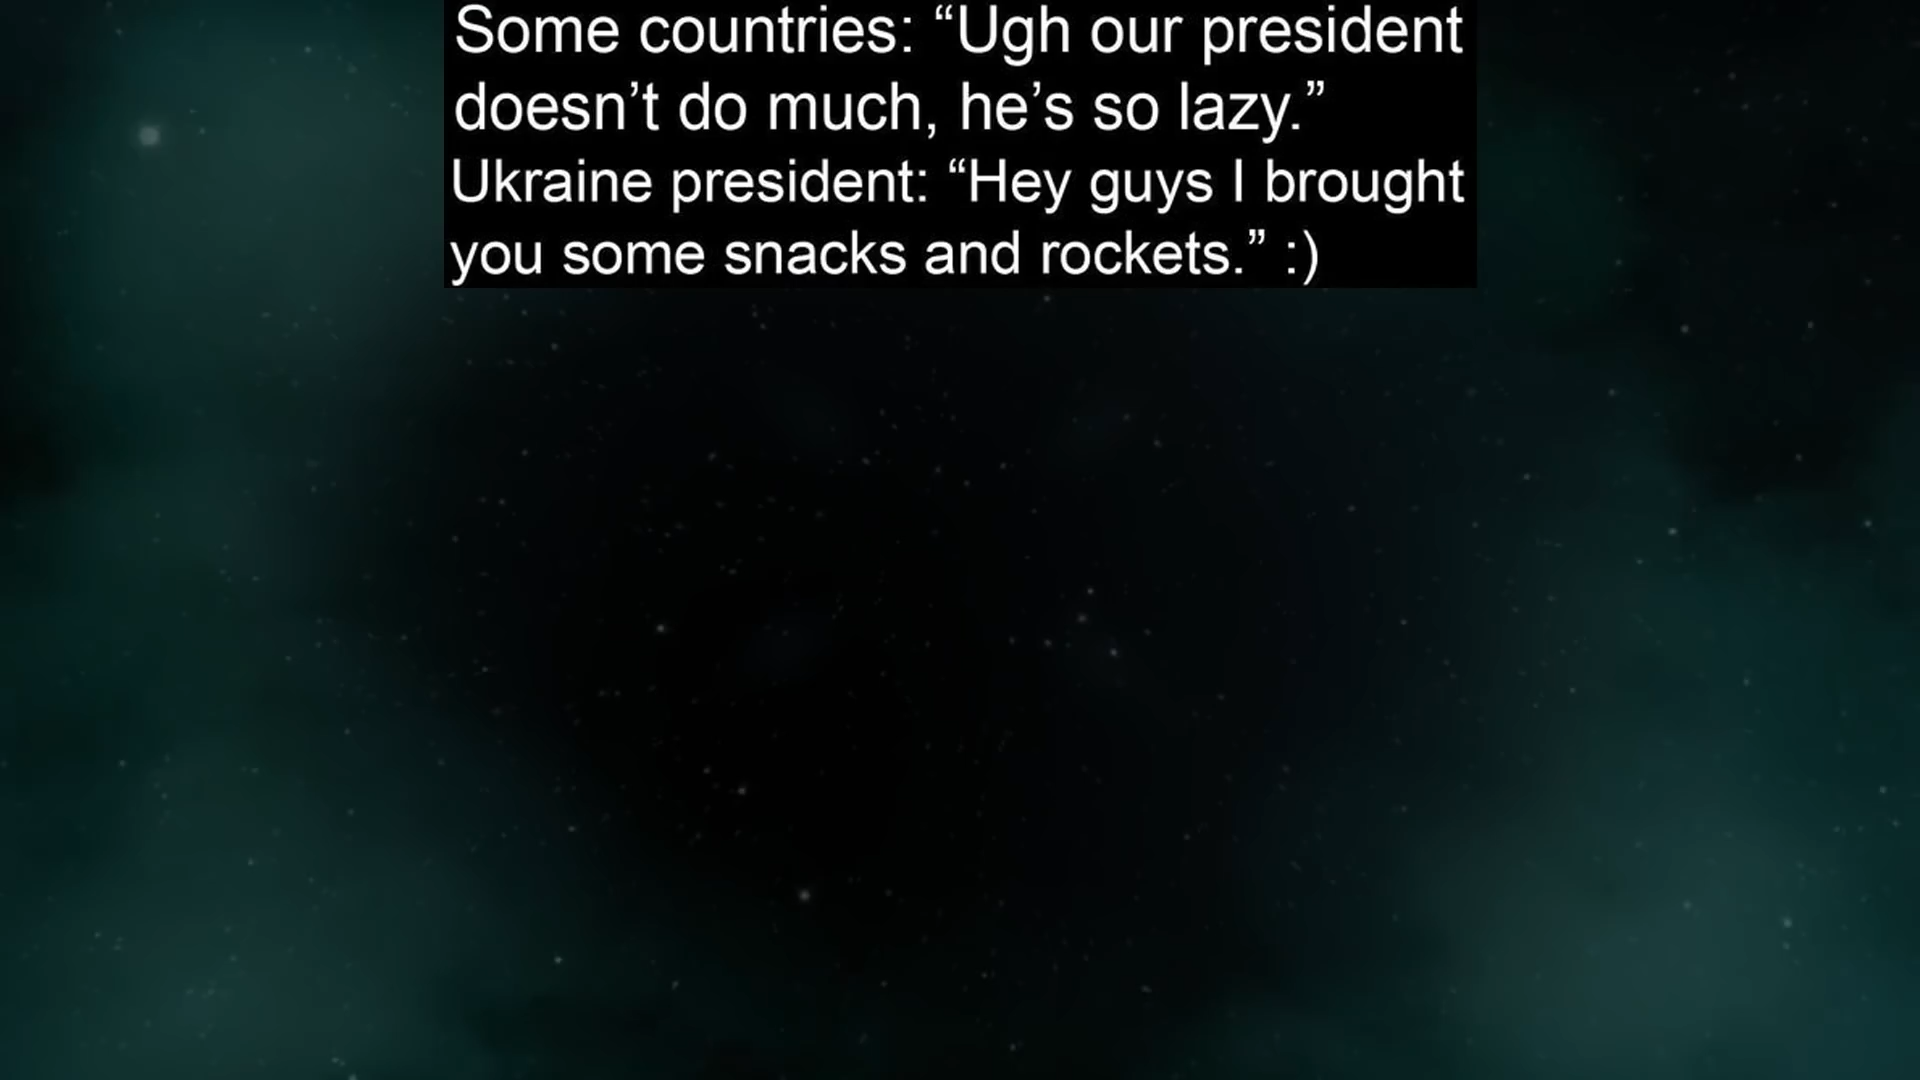 Some countries: “Ugh our president
doesn’t do much, he’s so lazy.”
Ukraine president: “Hey guys I brought
you some snacks and rockets.” :)